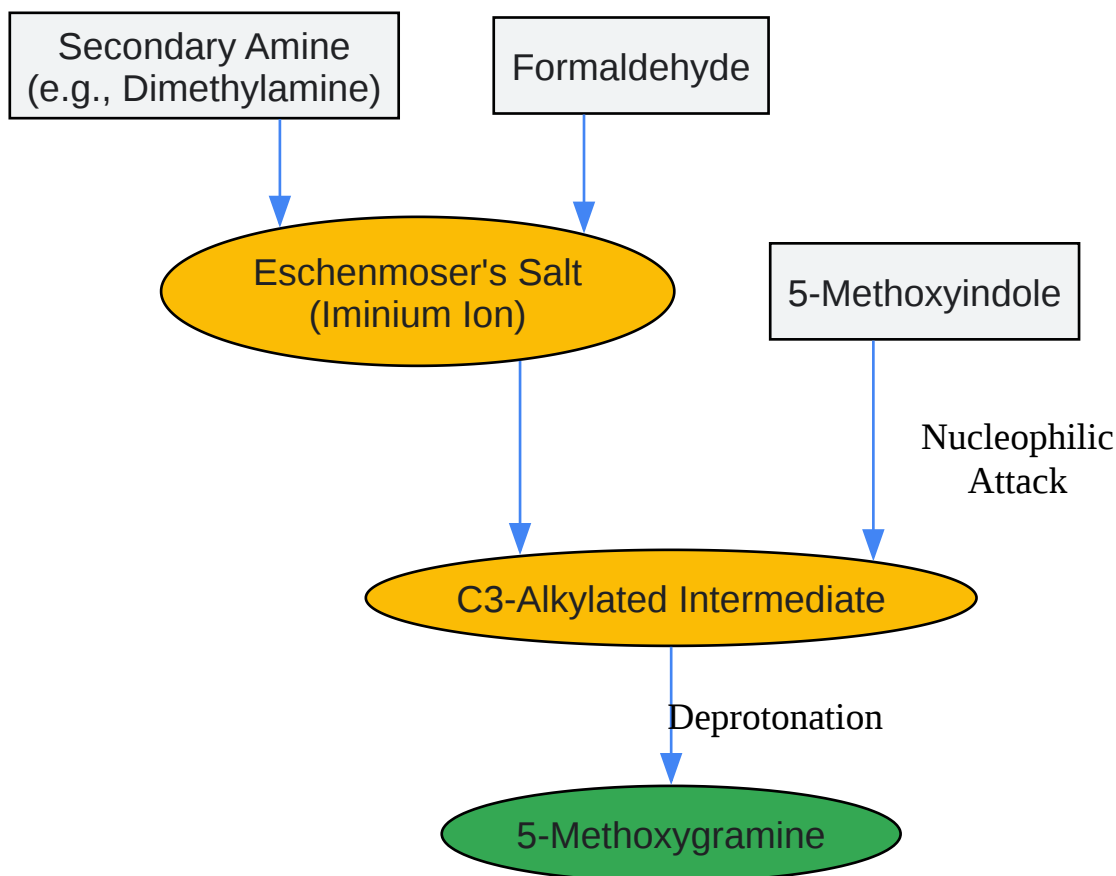 Secondary Amine
(e.g., Dimethylamine)
Formaldehyde
Eschenmoser's Salt
(Iminium Ion)
5-Methoxyindole
Nucleophilic
Attack
C3-Alkylated Intermediate
Deprotonation
5-Methoxygramine